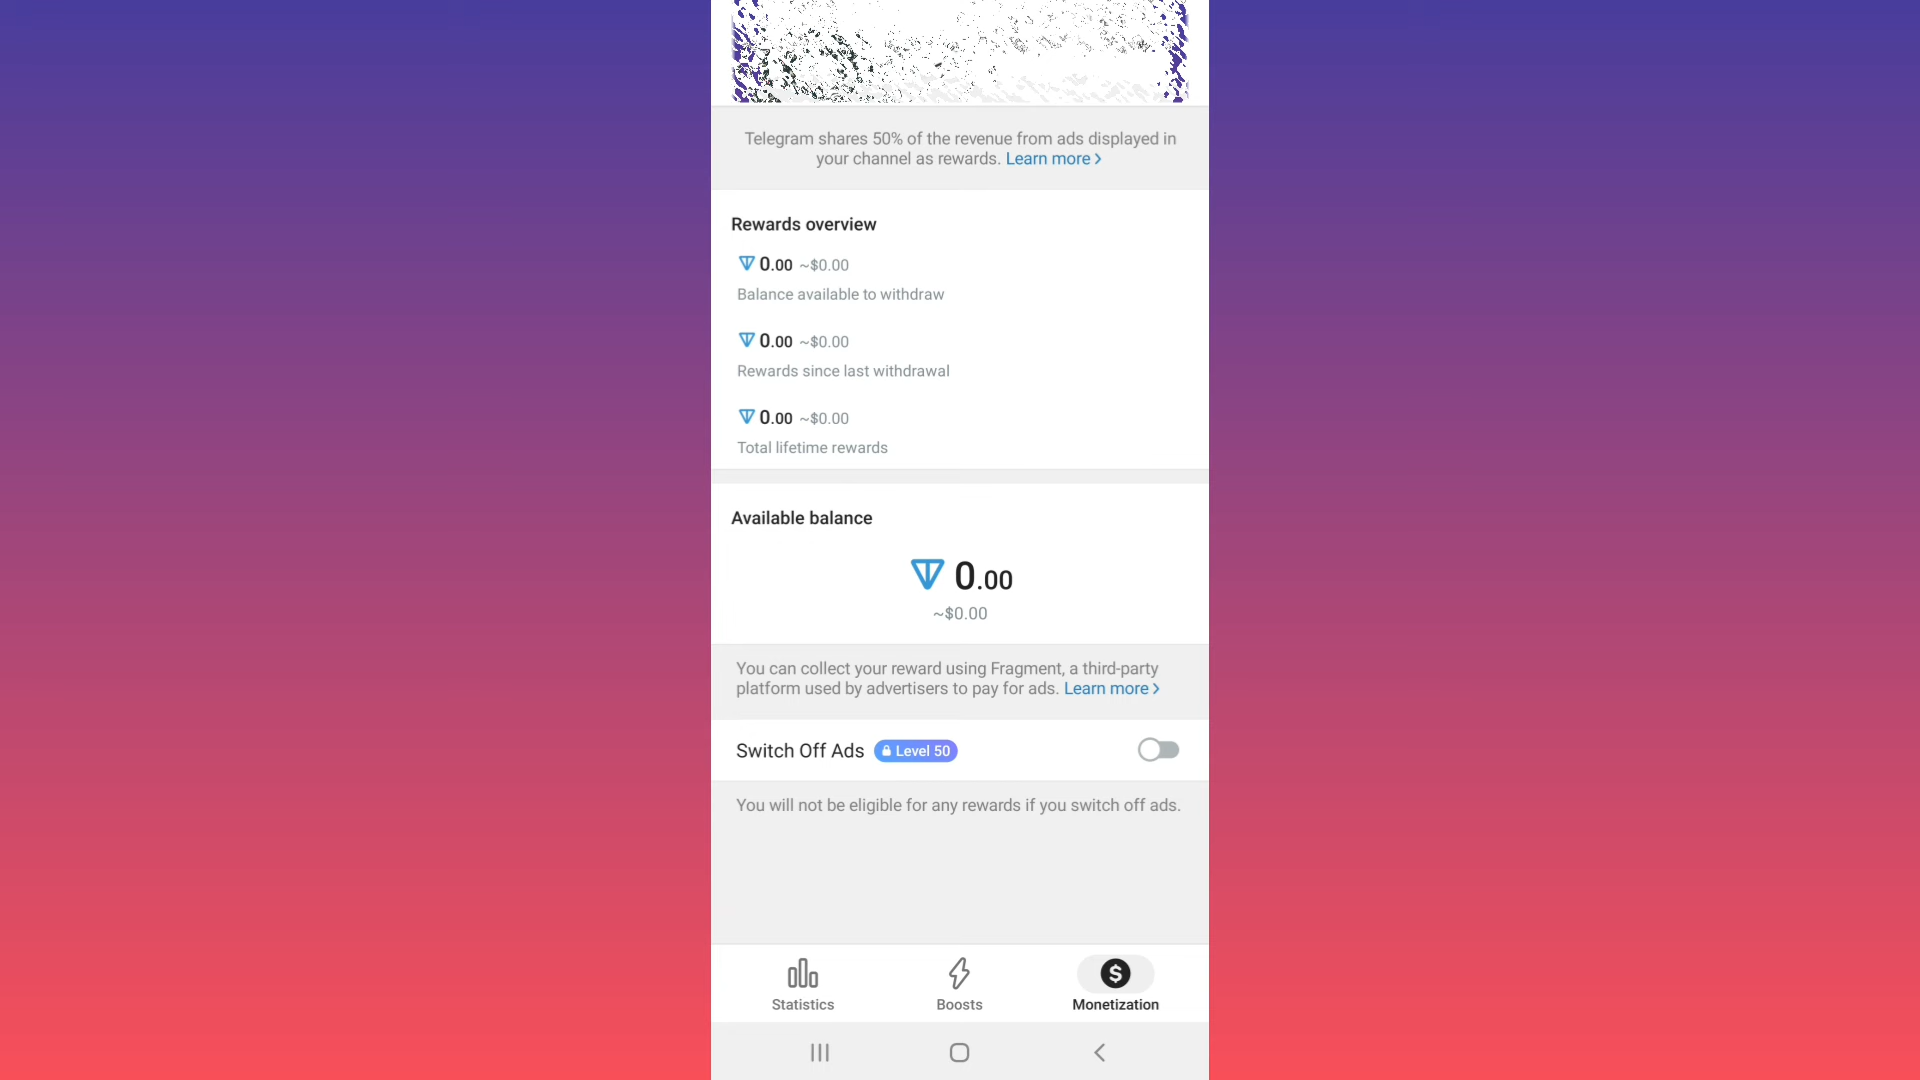 Telegram shares 50% of the revenue from ads displayed in
your channel as rewards. Learn more >
Rewards overview
0.00 ~$0.00
Balance available to withdraw
0.00 ~$0.00
Rewards since last withdrawal
0.00 ~$0.00
Total lifetime rewards
Available balance
0.00
~$0.00
You can collect your reward using Fragment, a third-party
platform used by advertisers to pay for ads. Learn more >
Switch Off Ads Level 50
You will not be eligible for any rewards if you switch off ads.
Statistics Boosts Monetization